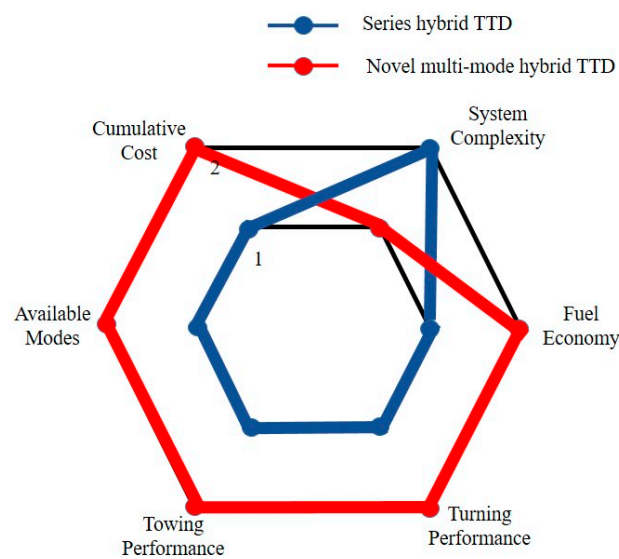 Series hybrid TTD
Novel multi-mode hybrid TTD
System
Complexity
Cumulative
Cost
2
1
Available
Modes
Fuel
Economy
Towing
Performance
Turning
Performance